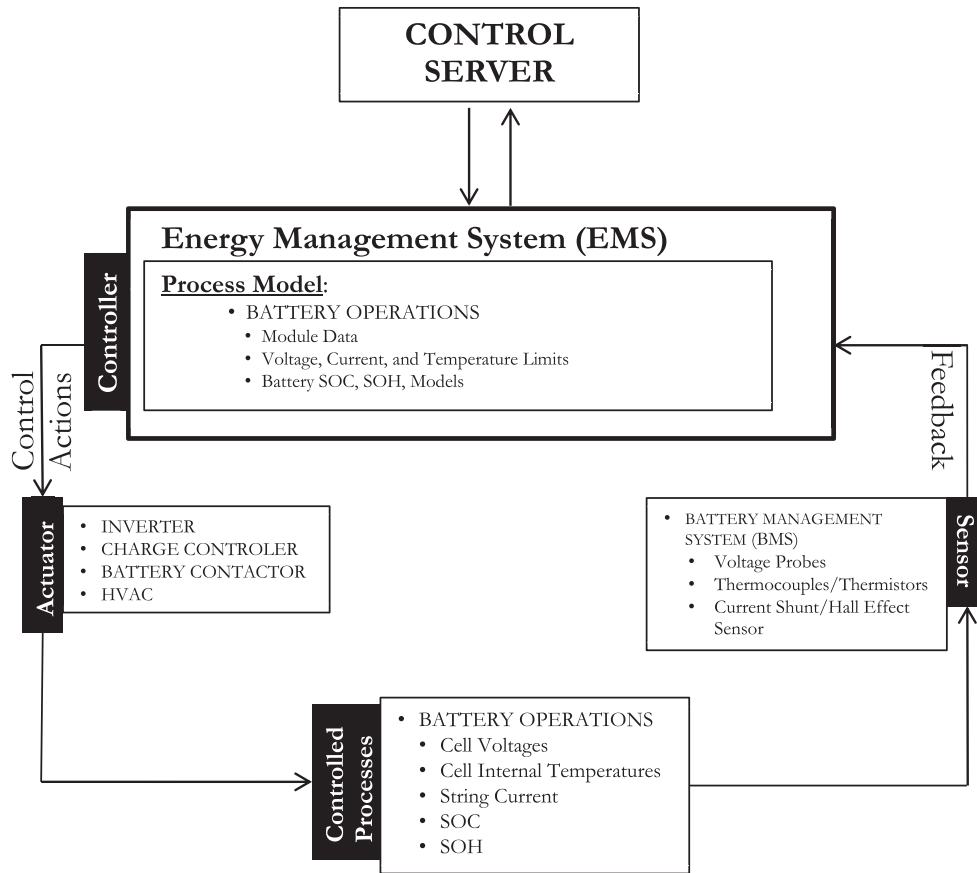 CONTROL
SERVER
Energy Management System (EMS)
Controller
Process Model:
• BATTERY OPERATIONS
• Module Data
• Voltage, Current, and Temperature Limits
• Battery SOC, SOH, Models
Control
Actions
Feedback
Actuator
• INVERTER
• CHARGE CONTROLER
• BATTERY CONTACTOR
• HVAC
• BATTERY MANAGEMENT
SYSTEM (BMS)
• Voltage Probes
• Thermocouples/Thermistors
• Current Shunt/Hall Effect
Sensor
Sensor
Controlled
Processes
• BATTERY OPERATIONS
• Cell Voltages
• Cell Internal Temperatures
• String Current
• SOC
• SOH